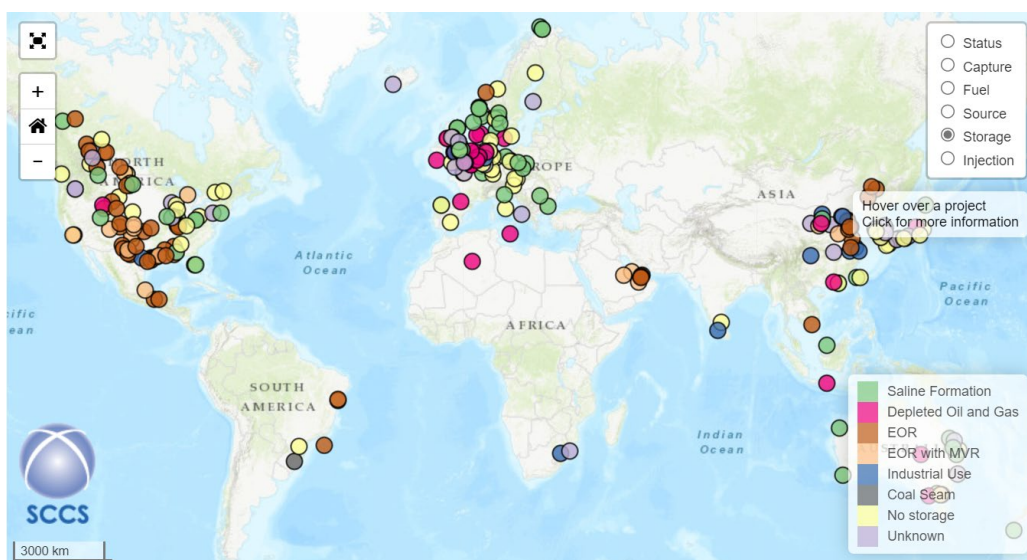 +
−
Status
Capture
Fuel
Source
Storage
Injection
NORTH
AMERICA
EUROPE
ASIA
Hover over a project
Click for more information
Atlantic
Ocean
Pacific
Ocean
cific
ean
AFRICA
SOUTH
AMERICA
Indian
Ocean
Saline Formation
Depleted Oil and Gas
EOR
EOR with MVR
Industrial Use
Coal Seam
No storage
Unknown
SCCS
3000 km